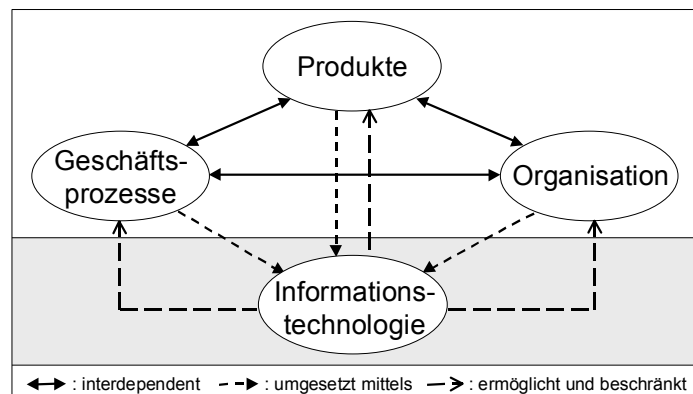 Produkte
Geschäfts-
prozesse
Organisation
Informations-
technologie
: interdependent : umgesetzt mittels : ermöglicht und beschränkt